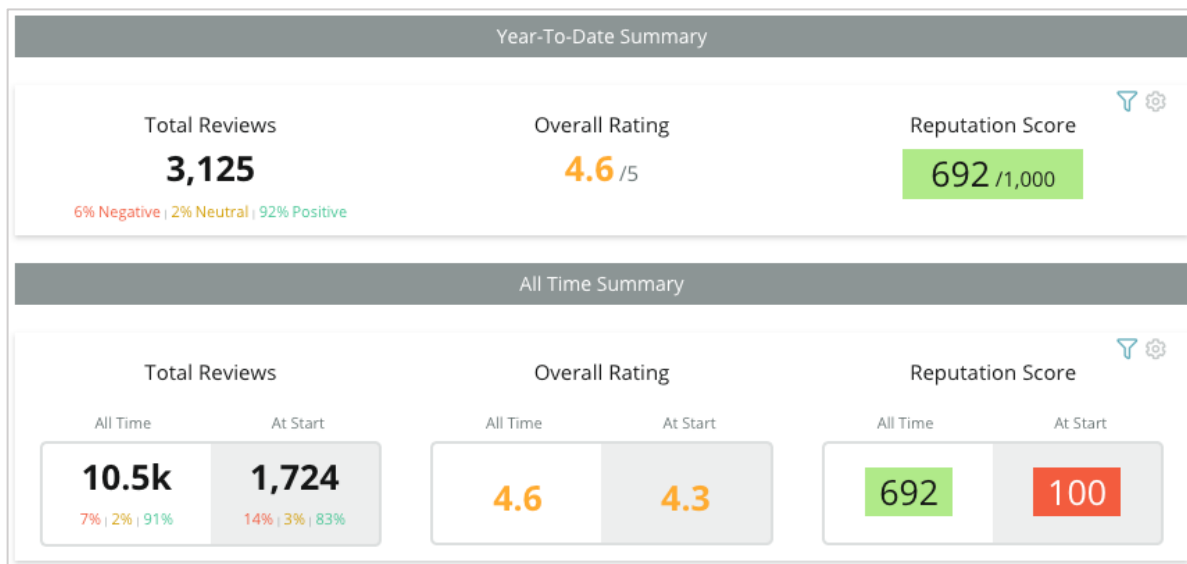 Year-To-Date Summary
Total Reviews Overall Rating Reputation Score
3,125 4.6 /5 692 /1,000
6% Negative | 2% Neutral | 92% Positive
All Time Summary
Total Reviews Overall Rating Reputation Score
All Time At Start All Time At Start All Time At Start
10.5k 1,724 4.6 4.3 692 100
7% | 2% | 91% 14% | 3% | 83%